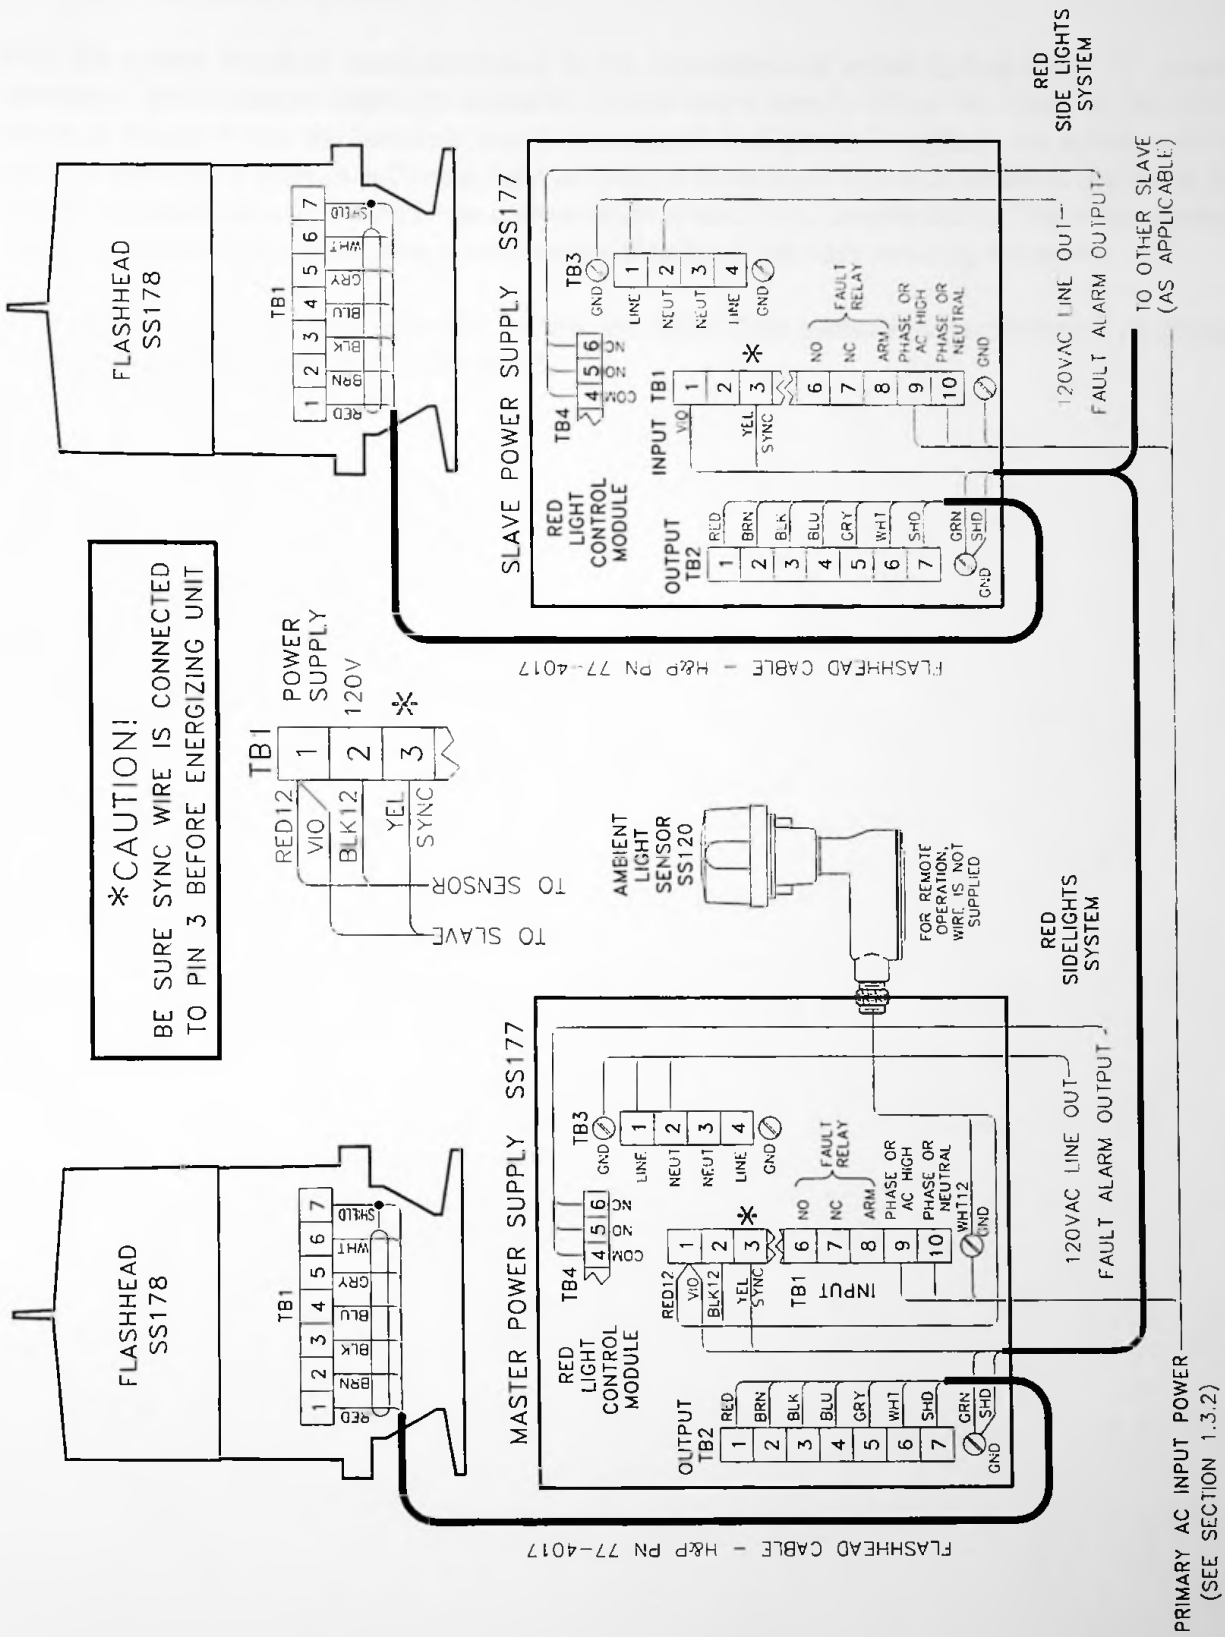 FLASHHEAD
SS178
TB1
1 2 3 4 5 6 7
RED BRN BLK BLU GRY WHT SHIELD
MASTER POWER SUPPLY SS177
RED
LIGHT
CONTROL
MODULE
TB4
4 5 6
COM NO NC
TB3
GND
LINE 1
NEUT 2
NEUT 3
LINE 4
GND
RED12
VIO
BLK12
YEL
SYNC
1
2
3 *
TB1
INPUT
6 NO
7 NC
8 ARM
FAULT
RELAY
9 PHASE OR
AC HIGH
10 PHASE OR
NEUTRAL
WHT12
GND
OUTPUT
TB2
1 RED
2 BRN
3 BLK
4 BLU
5 GRY
6 WHT
7 SHD
GRN
SHD
GND
FLASHHEAD CABLE - H&P PN 77-4017
120VAC LINE OUT
FAULT ALARM OUTPUT
RED
SIDELIGHTS
SYSTEM
PRIMARY AC INPUT POWER
(SEE SECTION 1.3.2)
AMBIENT
LIGHT
SENSOR
SS120
FOR REMOTE
OPERATION,
WIRE IS NOT
SUPPLIED
*CAUTION!
BE SURE SYNC WIRE IS CONNECTED
TO PIN 3 BEFORE ENERGIZING UNIT
TB1
POWER
SUPPLY
120V
RED12
VIO
BLK12
YEL
SYNC
1
2
3 *
TO SENSOR
TO SLAVE
FLASHHEAD
SS178
TB1
1 2 3 4 5 6 7
RED BRN BLK BLU GRY WHT SHIELD
SLAVE POWER SUPPLY SS177
RED
LIGHT
CONTROL
MODULE
TB4
4 5 6
COM NO NC
TB3
GND
LINE 1
NEUT 2
NEUT 3
LINE 4
GND
INPUT TB1
VIO
YEL
SYNC
1
2
3 *
6 NO
7 NC
8 ARM
FAULT
RELAY
9 PHASE OR
AC HIGH
10 PHASE OR
NEUTRAL
GND
OUTPUT
TB2
1 RED
2 BRN
3 BLK
4 BLU
5 GRY
6 WHT
7 SHD
GRN
SHD
GND
FLASHHEAD CABLE - H&P PN 77-4017
120VAC LINE OUT
FAULT ALARM OUTPUT
RED
SIDE LIGHTS
SYSTEM
TO OTHER SLAVE
(AS APPLICABLE)